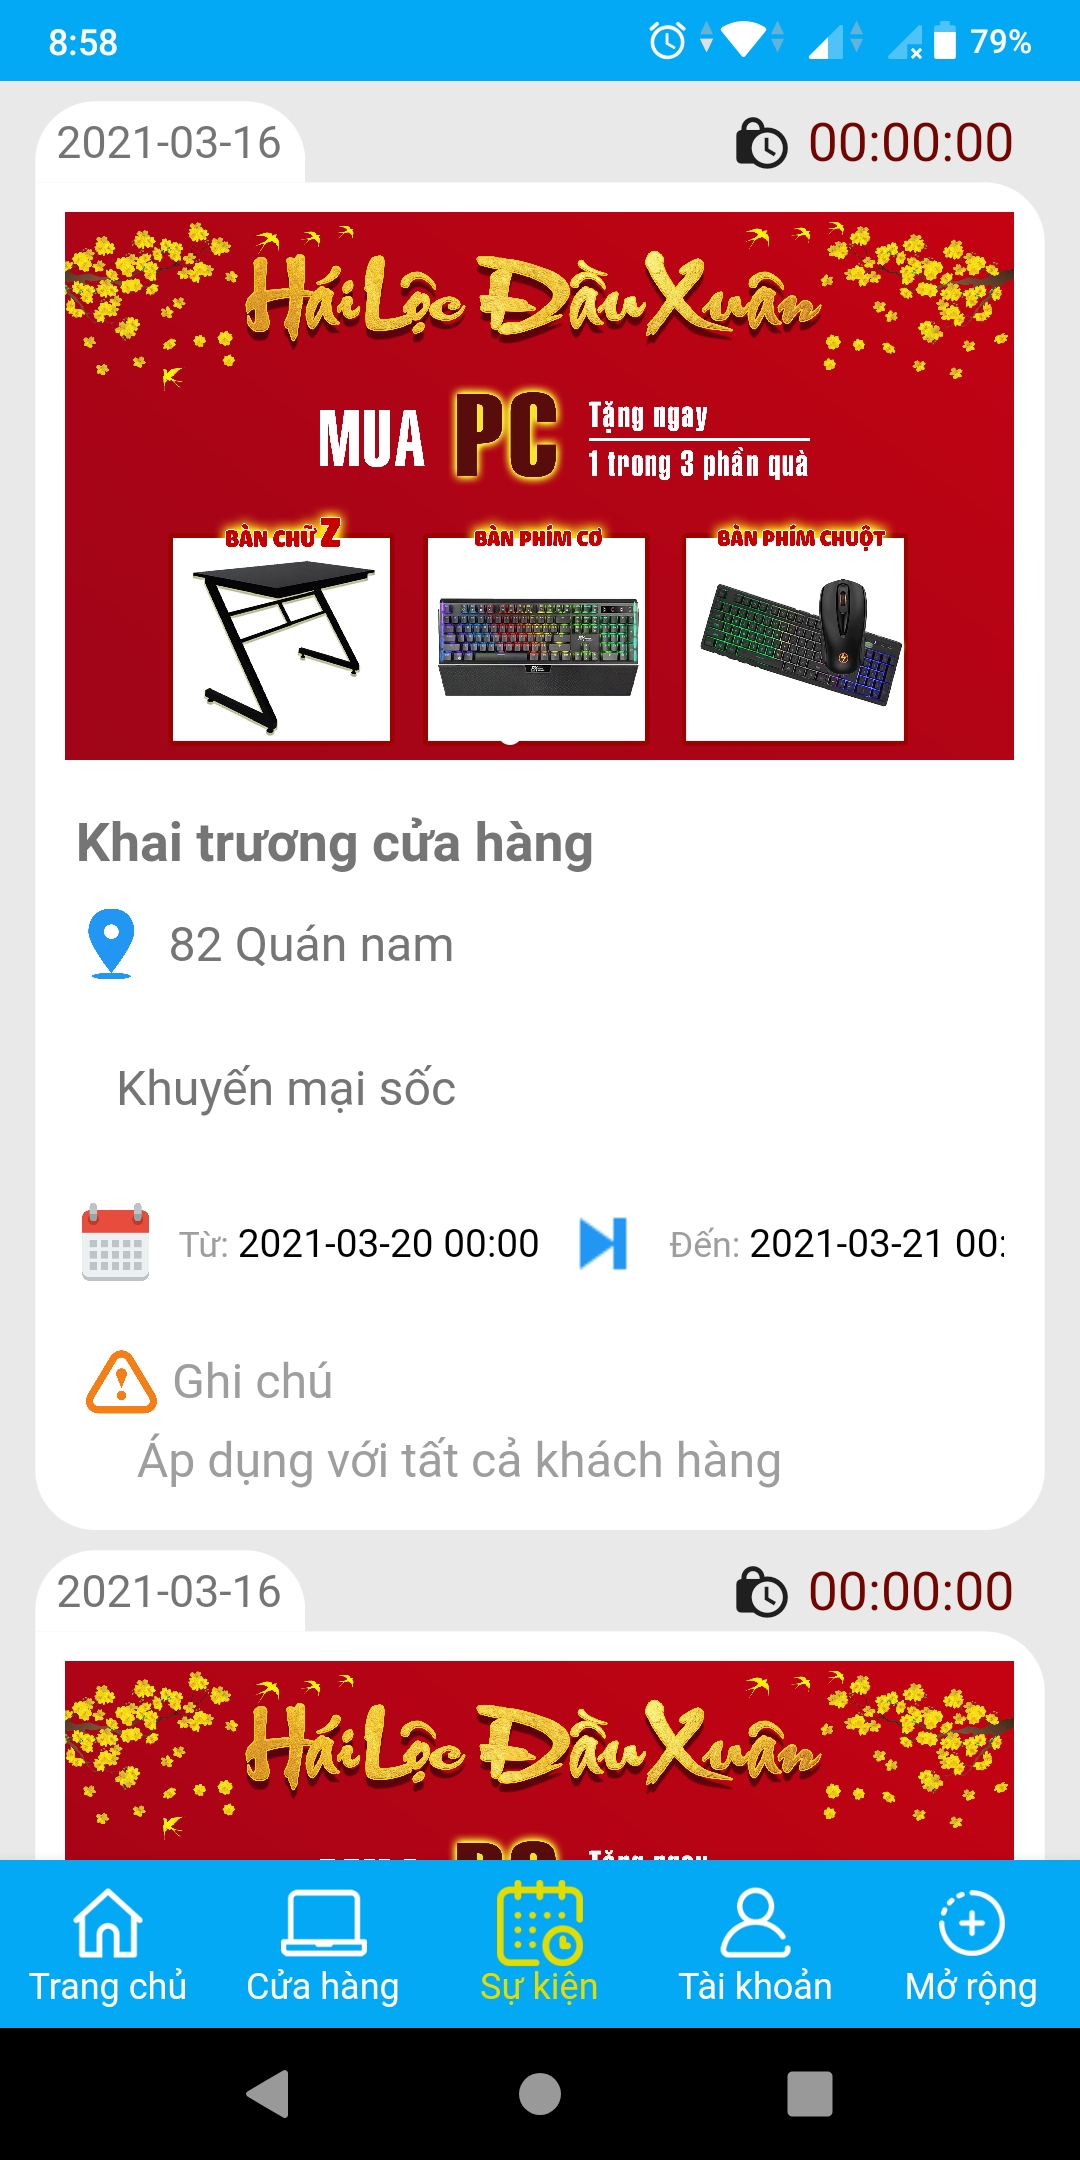 8:58
79%
2021-03-16
00:00:00
Hái Lộc Đầu Xuân
MUA PC
Tặng ngay
1 trong 3 phần quà
BÀN CHỮ Z
BÀN PHÍM CƠ
BÀN PHÍM CHUỘT
Khai trương cửa hàng
82 Quán nam
Khuyến mại sốc
Từ: 2021-03-20 00:00
Đến: 2021-03-21 00:
Ghi chú
Áp dụng với tất cả khách hàng
2021-03-16
00:00:00
Hái Lộc Đầu Xuân
PC
Tặng ngay
Trang chủ
Cửa hàng
Sự kiện
Tài khoản
Mở rộng